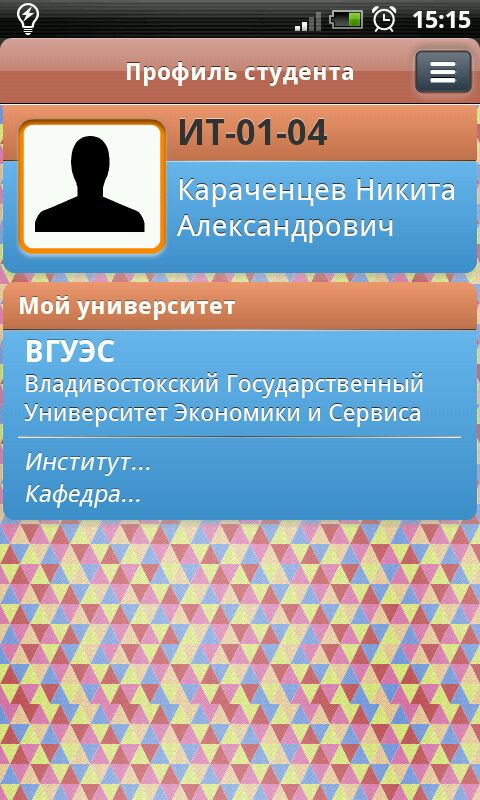 15:15
Профиль студента
ИТ-01-04
Караченцев Никита
Александрович
Мой университет
ВГУЭС
Владивостокский Государственный
Университет Экономики и Сервиса
Институт...
Кафедра...